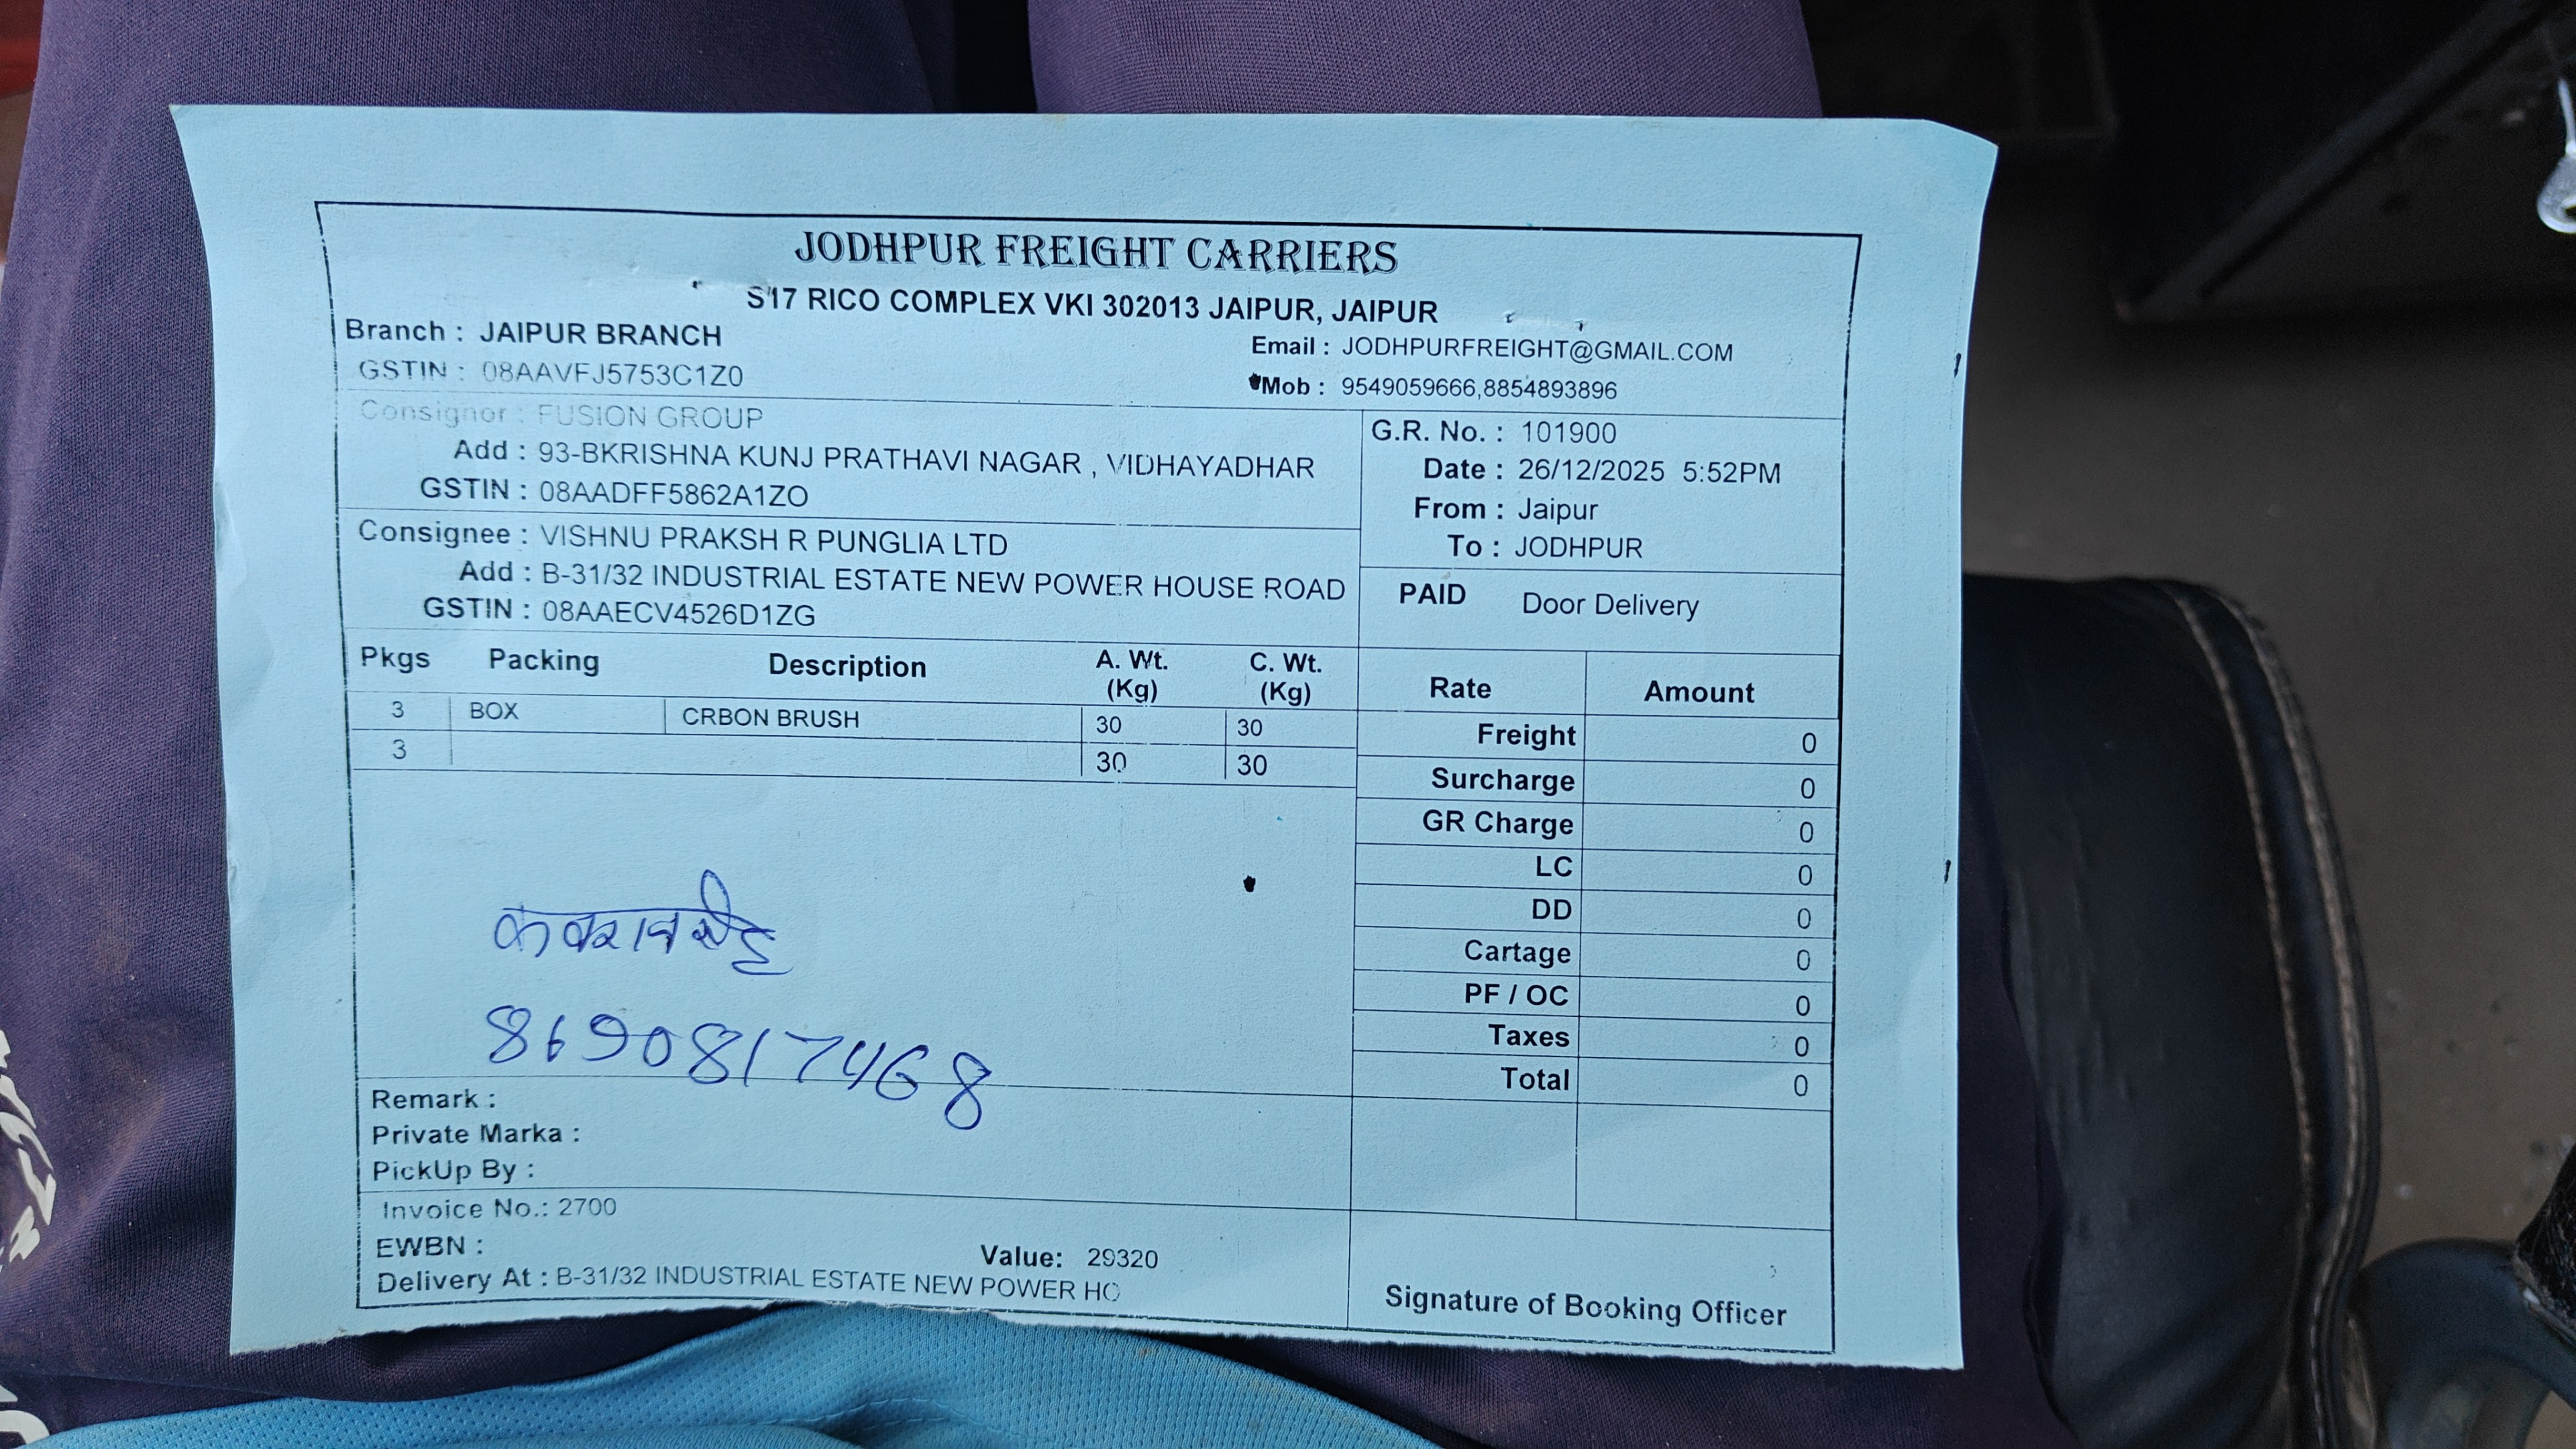 JODHPUR FREIGHT CARRIERS
S'17 RICO COMPLEX VKI 302013 JAIPUR, JAIPUR
Branch : JAIPUR BRANCH
Email : JODHPURFREIGHT@GMAIL.COM
GSTIN : 08AAVFJ5753C1Z0
Mob : 9549059666,8854893896
Consignor : FUSION GROUP
Add : 93-BKRISHNA KUNJ PRATHAVI NAGAR , VIDHAYADHAR
GSTIN : 08AADFF5862A1ZO
G.R. No. : 101900
Date : 26/12/2025 5:52PM
From : Jaipur
To : JODHPUR
Consignee : VISHNU PRAKSH R PUNGLIA LTD
Add : B-31/32 INDUSTRIAL ESTATE NEW POWER HOUSE ROAD
GSTIN : 08AAECV4526D1ZG
PAID Door Delivery
Pkgs Packing Description A. Wt. (Kg) C. Wt. (Kg)
3 BOX CRBON BRUSH 30 30
3 30 30
Rate Amount
Freight 0
Surcharge 0
GR Charge 0
LC 0
DD 0
Cartage 0
PF / OC 0
Taxes 0
Total 0
8690817468
Remark :
Private Marka :
PickUp By :
Invoice No.: 2700
EWBN :
Value: 29320
Delivery At : B-31/32 INDUSTRIAL ESTATE NEW POWER HO
Signature of Booking Officer